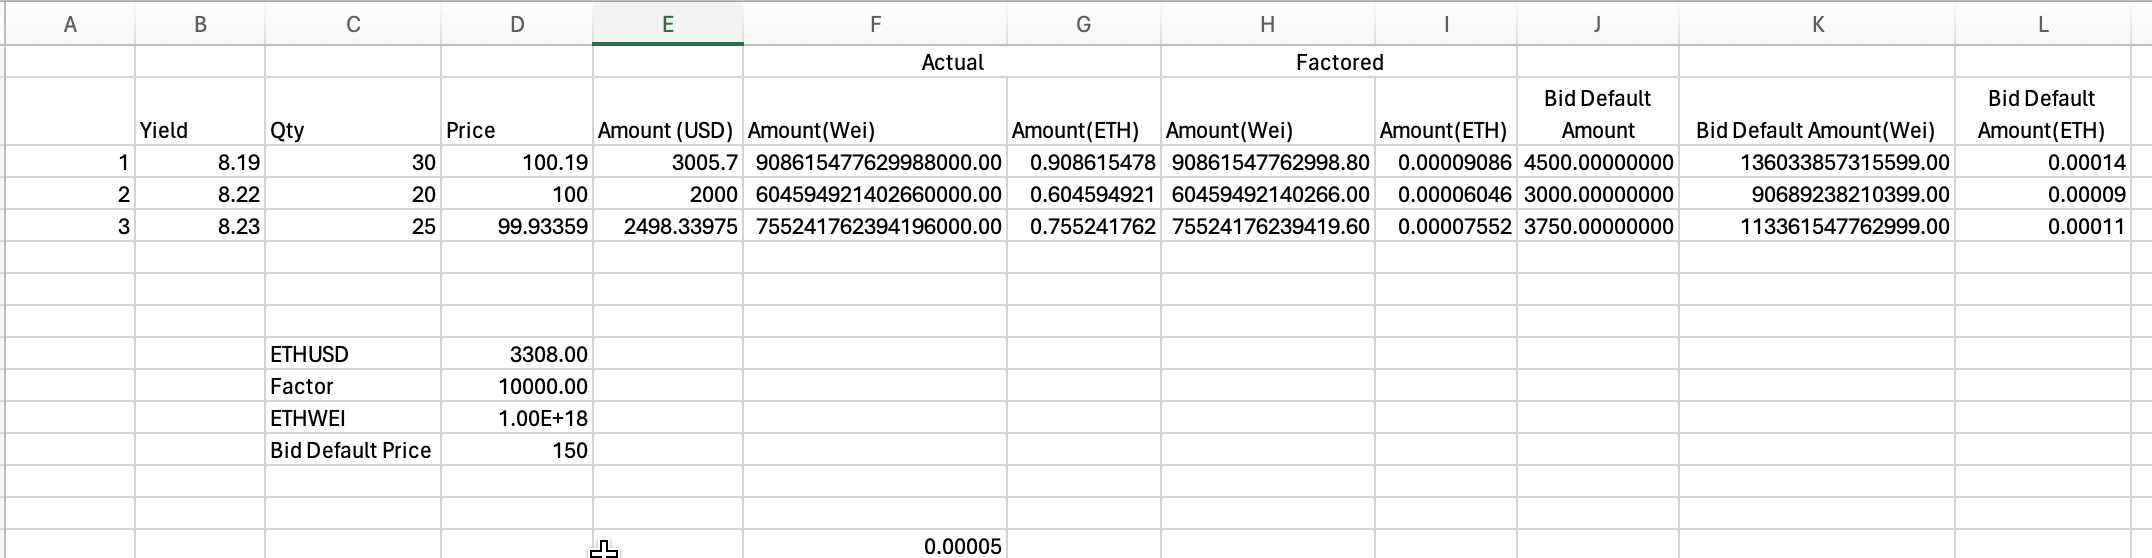 A B C D E F G H I J K L
Actual Factored
Bid Default Bid Default
Yield Qty Price Amount (USD) Amount(Wei) Amount(ETH) Amount(Wei) Amount(ETH) Amount Bid Default Amount(Wei) Amount(ETH)
1 8.19 30 100.19 3005.7 908615477629988000.00 0.908615478 90861547762998.80 0.00009086 4500.00000000 136033857315599.00 0.00014
2 8.22 20 100 2000 604594921402660000.00 0.604594921 60459492140266.00 0.00006046 3000.00000000 90689238210399.00 0.00009
3 8.23 25 99.93359 2498.33975 755241762394196000.00 0.755241762 75524176239419.60 0.00007552 3750.00000000 113361547762999.00 0.00011
ETHUSD 3308.00
Factor 10000.00
ETHWEI 1.00E+18
Bid Default Price 150
0.00005